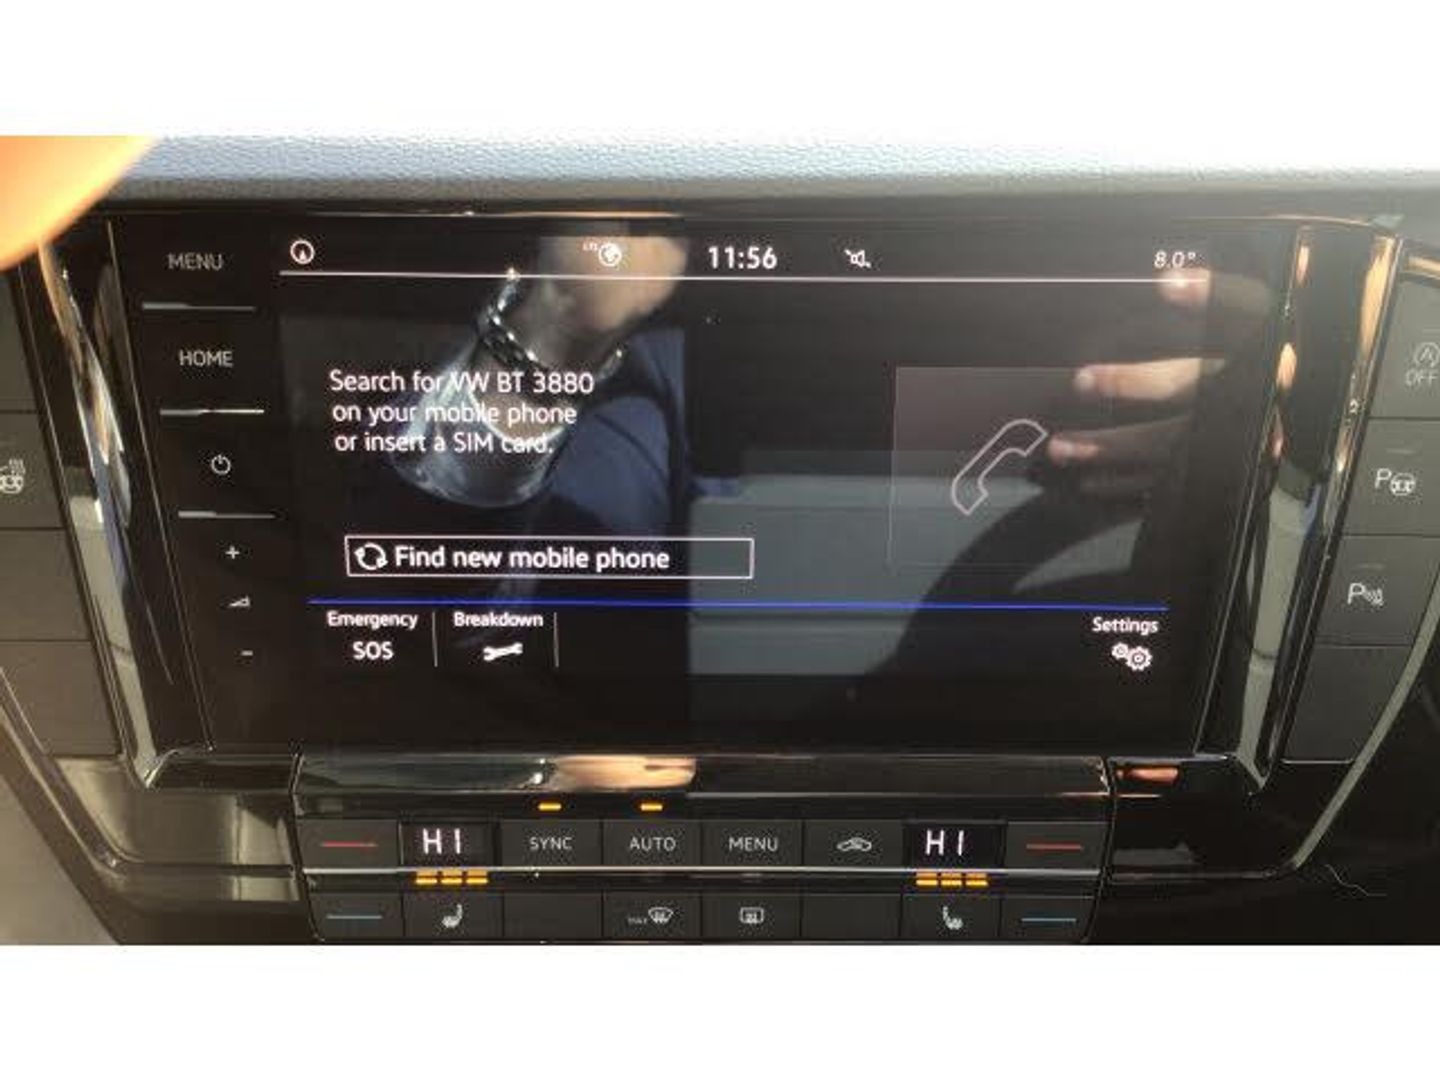 MENU
11:56
8.0°
HOME
Search for VW BT 3880
on your mobile phone
or insert a SIM card.
Find new mobile phone
+
-
Emergency
SOS
Breakdown
Settings
OFF
P
P
HI
SYNC
AUTO
MENU
HI